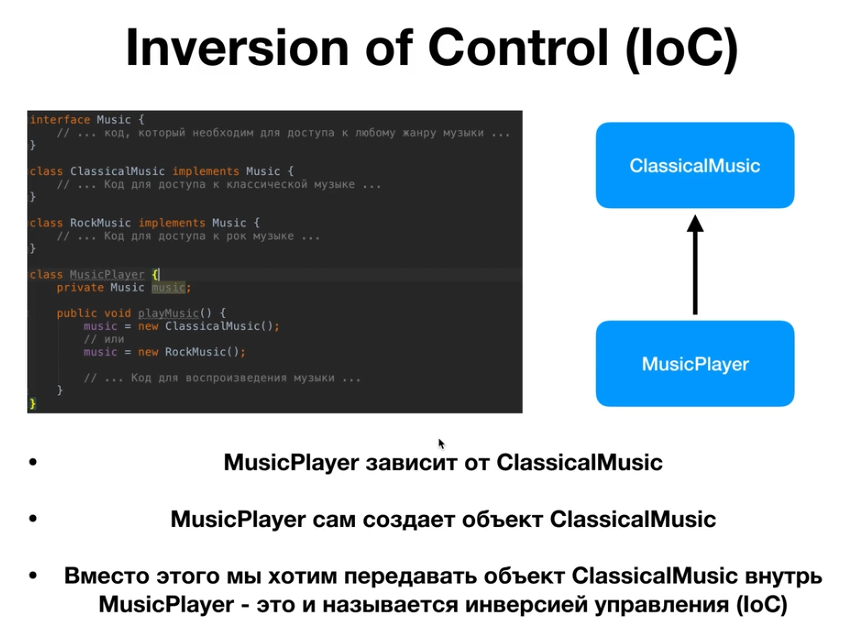 Inversion of Control (IoC)
interface Music {
// ... код, который необходим для доступа к любому жанру музыки ...
}
class ClassicalMusic implements Music {
// ... Код для доступа к классической музыке ...
}
class RockMusic implements Music {
// ... Код для доступа к рок музыке ...
}
class MusicPlayer {
private Music music;
public void playMusic() {
music = new ClassicalMusic();
// или
music = new RockMusic();
// ... Код для воспроизведения музыки ...
}
}
ClassicalMusic
MusicPlayer
• MusicPlayer зависит от ClassicalMusic
• MusicPlayer сам создает объект ClassicalMusic
• Вместо этого мы хотим передавать объект ClassicalMusic внутрь
MusicPlayer - это и называется инверсией управления (IoC)